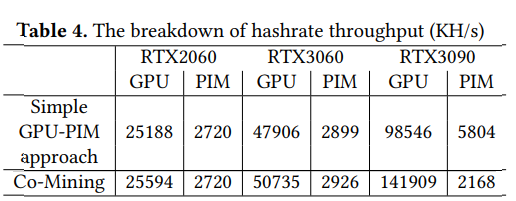 Table 4. The breakdown of hashrate throughput (KH/s)
RTX2060 RTX3060 RTX3090
GPU PIM GPU PIM GPU PIM
Simple
GPU-PIM 25188 2720 47906 2899 98546 5804
approach
Co-Mining 25594 2720 50735 2926 141909 2168